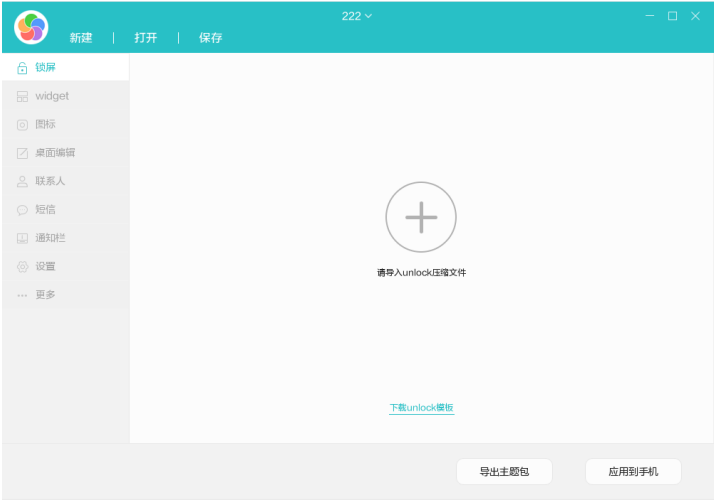 222
新建 | 打开 | 保存
锁屏
widget
图标
桌面编辑
联系人
短信
通知栏
设置
更多
请导入unlock压缩文件
下载unlock模板
导出主题包
应用到手机